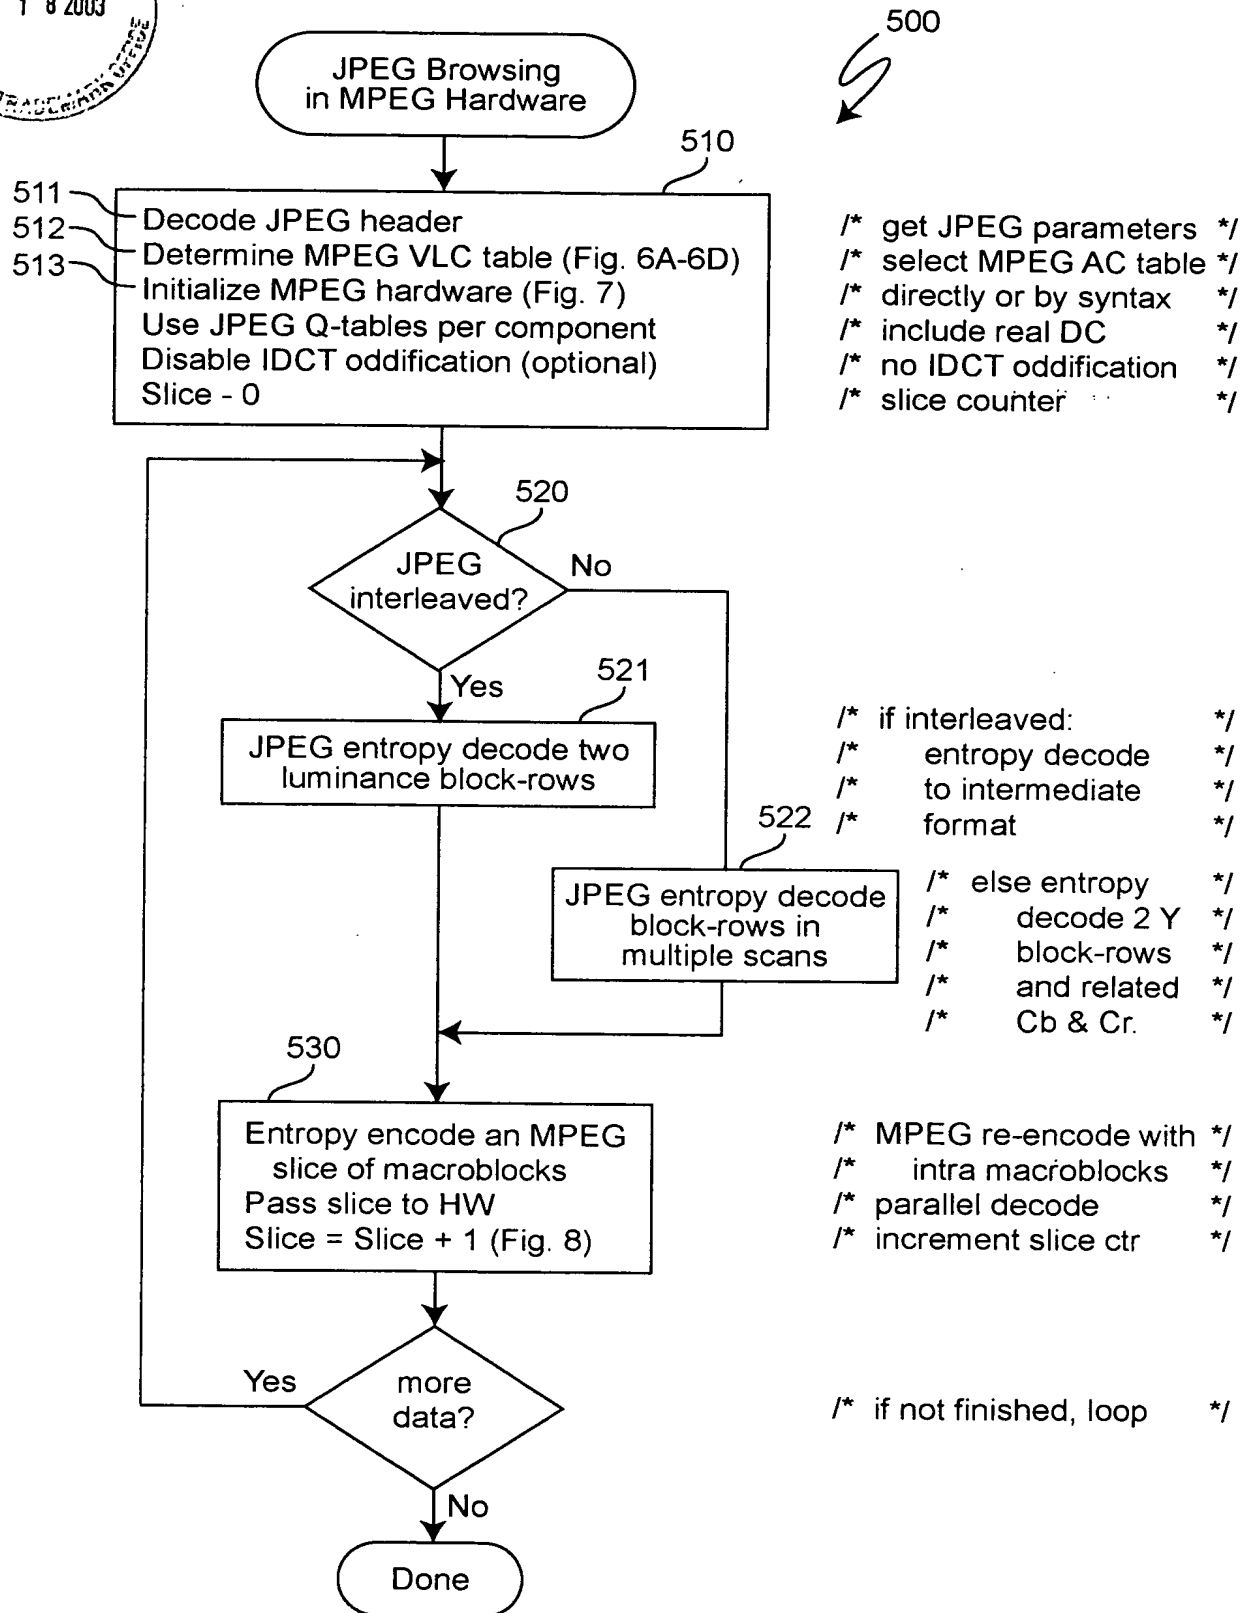 1 8 2003
TRADEMARK OFFICE
500
JPEG Browsing
in MPEG Hardware
510
511
512
513
Decode JPEG header
Determine MPEG VLC table (Fig. 6A-6D)
Initialize MPEG hardware (Fig. 7)
Use JPEG Q-tables per component
Disable IDCT oddification (optional)
Slice - 0
/* get JPEG parameters */
/* select MPEG AC table */
/* directly or by syntax */
/* include real DC */
/* no IDCT oddification */
/* slice counter */
520
JPEG
interleaved?
No
Yes
521
JPEG entropy decode two
luminance block-rows
/* if interleaved: */
/* entropy decode */
/* to intermediate */
/* format */
522
JPEG entropy decode
block-rows in
multiple scans
/* else entropy */
/* decode 2 Y */
/* block-rows */
/* and related */
/* Cb & Cr. */
530
Entropy encode an MPEG
slice of macroblocks
Pass slice to HW
Slice = Slice + 1 (Fig. 8)
/* MPEG re-encode with */
/* intra macroblocks */
/* parallel decode */
/* increment slice ctr */
Yes
more
data?
/* if not finished, loop */
No
Done